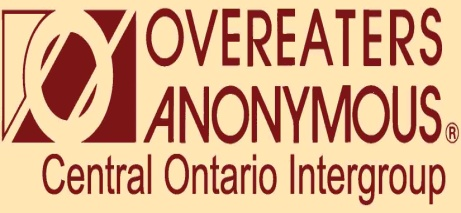 OVEREATERS
ANONYMOUS®
Central Ontario Intergroup